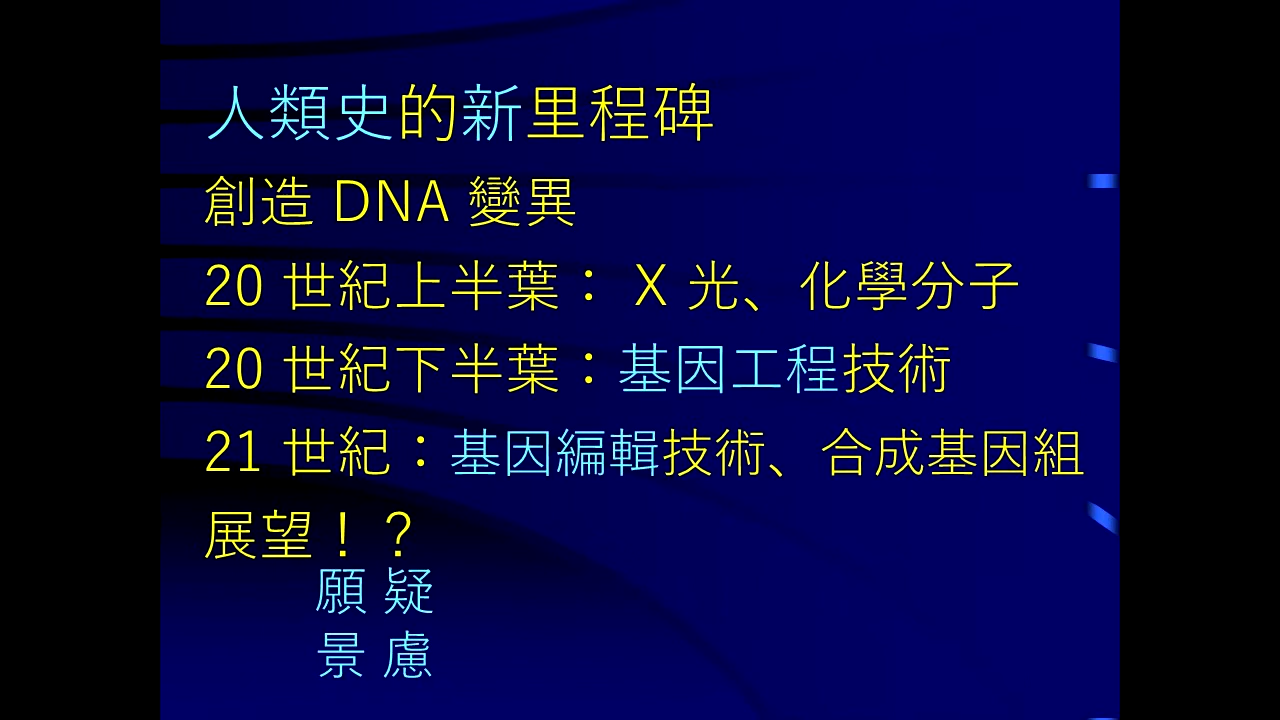 人類史的新里程碑
創造 DNA 變異
20 世紀上半葉： X 光、化學分子
20 世紀下半葉：基因工程技術
21 世紀：基因編輯技術、合成基因組
展望！？
願 疑
景 慮